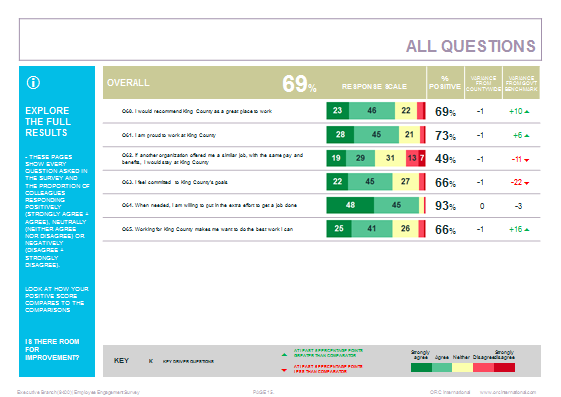 ALL QUESTIONS
EXPLORE
THE FULL
RESULTS
- THESE PAGES
SHOW EVERY
QUESTION ASKED IN
THE SURVEY AND
THE PROPORTION OF
COLLEAGUES
RESPONDING
POSITIVELY
(STRONGLY AGREE +
AGREE), NEUTRALLY
(NEITHER AGREE
NOR DISAGREE) OR
NEGATIVELY
(DISAGREE +
STRONGLY
DISAGREE).
LOOK AT HOW YOUR
POSITIVE SCORE
COMPARES TO THE
COMPARISONS
IS THERE ROOM
FOR
IMPROVEMENT?
OVERALL 69% RESPONSE SCALE % POSITIVE VARIANCE FROM COUNTYWIDE VARIANCE FROM GOVT BENCHMARK
Q60. I would recommend King County as a great place to work 23 46 22 69% -1 +10
Q61. I am proud to work at King County 28 45 21 73% -1 +6
Q62. If another organization offered me a similar job, with the same pay and
benefits, I would stay at King County 19 29 31 13 7 49% -1 -11
Q63. I feel committed to King County's goals 22 45 27 66% -1 -22
Q64. When needed, I am willing to put in the extra effort to get a job done 48 45 93% 0 -3
Q65. Working for King County makes me want to do the best work I can 25 41 26 66% -1 +16
KEY K KEY DRIVER QUESTIONS
AT LEAST 5 PERCENTAGE POINTS
GREATER THAN COMPARATOR
AT LEAST 5 PERCENTAGE POINTS
LESS THAN COMPARATOR
Strongly agree Agree Neither Disagree Strongly disagree
Employee Engagement Survey
ORC International www.orcinternational.com